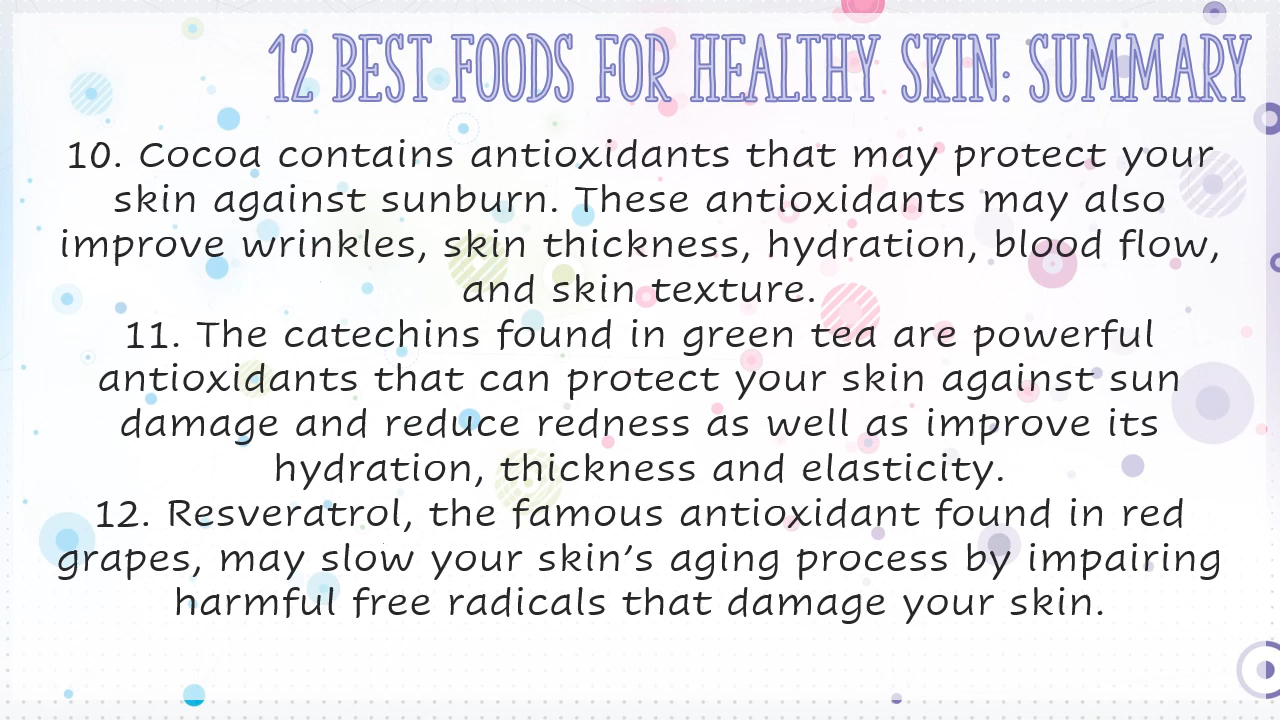 12 BEST FOODS FOR HEALTHY SKIN: SUMMARY
10. Cocoa contains antioxidants that may protect your
skin against sunburn. These antioxidants may also
improve wrinkles, skin thickness, hydration, blood flow,
and skin texture.
11. The catechins found in green tea are powerful
antioxidants that can protect your skin against sun
damage and reduce redness as well as improve its
hydration, thickness and elasticity.
12. Resveratrol, the famous antioxidant found in red
grapes, may slow your skin’s aging process by impairing
harmful free radicals that damage your skin.